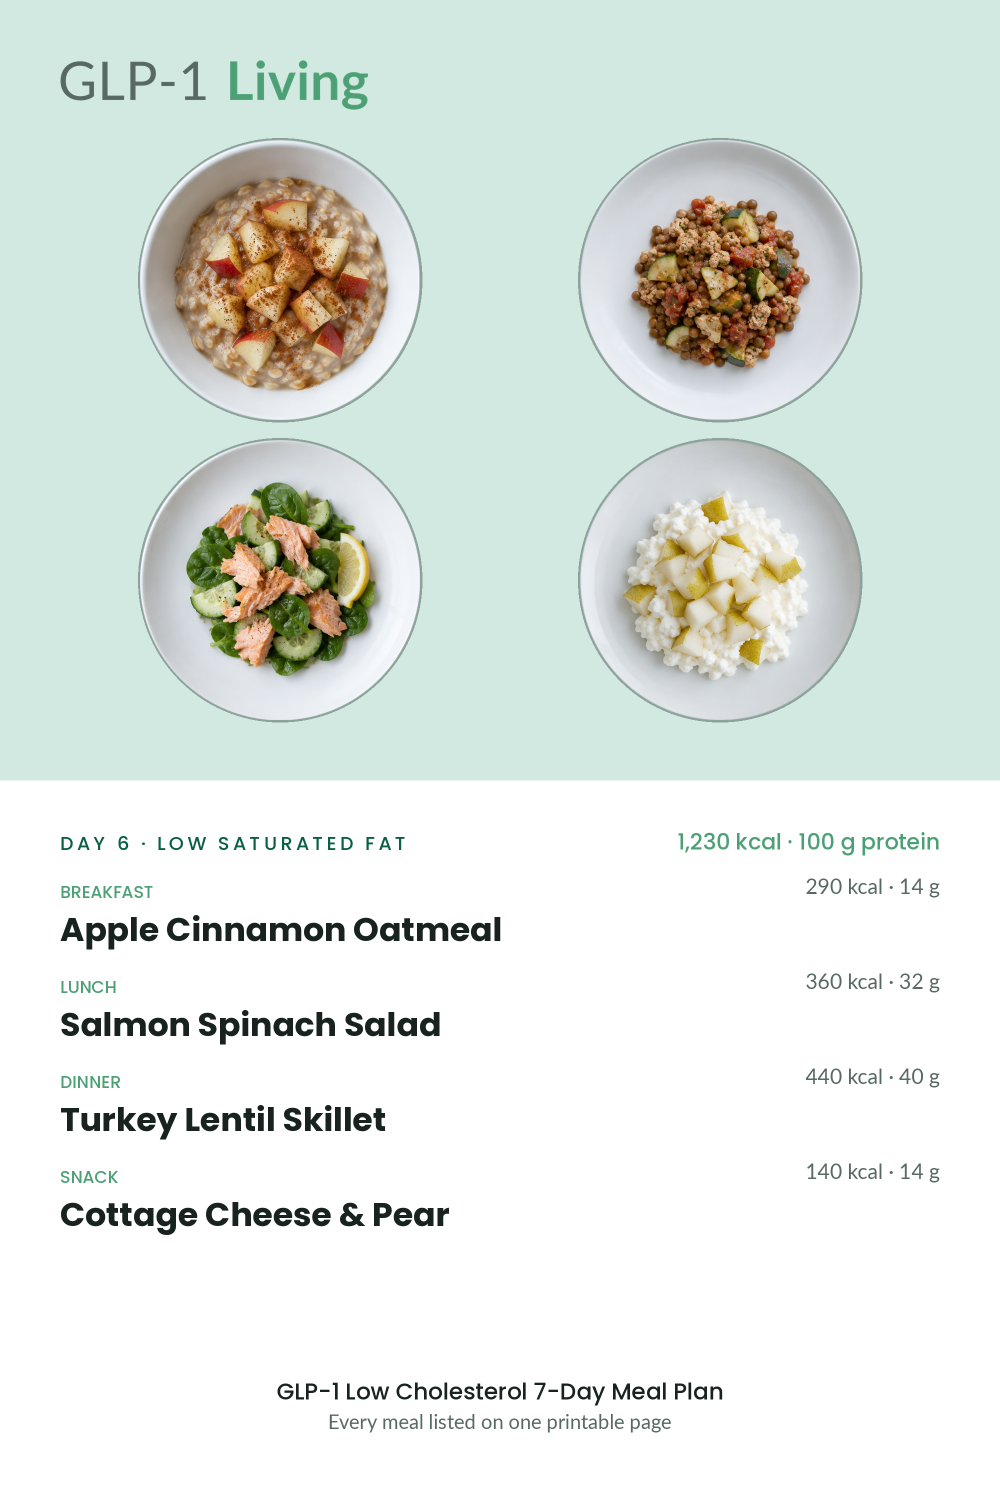 GLP-1 Living
DAY 6 · LOW SATURATED FAT
1,230 kcal · 100 g protein
BREAKFAST
290 kcal · 14 g
Apple Cinnamon Oatmeal
LUNCH
360 kcal · 32 g
Salmon Spinach Salad
DINNER
440 kcal · 40 g
Turkey Lentil Skillet
SNACK
140 kcal · 14 g
Cottage Cheese & Pear
GLP-1 Low Cholesterol 7-Day Meal Plan
Every meal listed on one printable page